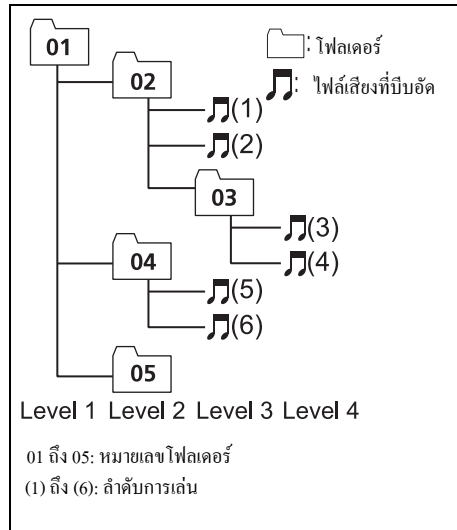 01
: โฟลเดอร์
: ไฟล์เสียงที่บีบอัด
02
(1)
(2)
03
(3)
(4)
04
(5)
(6)
05
Level 1 Level 2 Level 3 Level 4
01 ถึง 05: หมายเลขโฟลเดอร์
(1) ถึง (6): ลำดับการเล่น